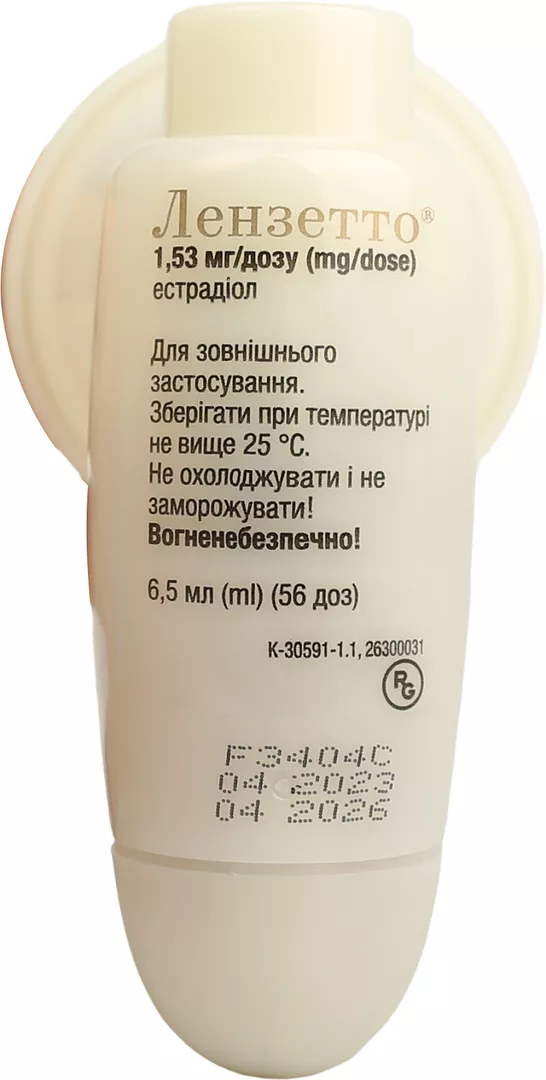 Лензетто®
1,53 мг/дозу (mg/dose)
естрадіол
Для зовнішнього
застосування.
Зберігати при температурі
не вище 25 °C.
Не охолоджувати і не
заморожувати!
Вогненебезпечно!
6,5 мл (ml) (56 доз)
K-30591-1.1, 26300031
RG
F3404C
04 2023
04 2026